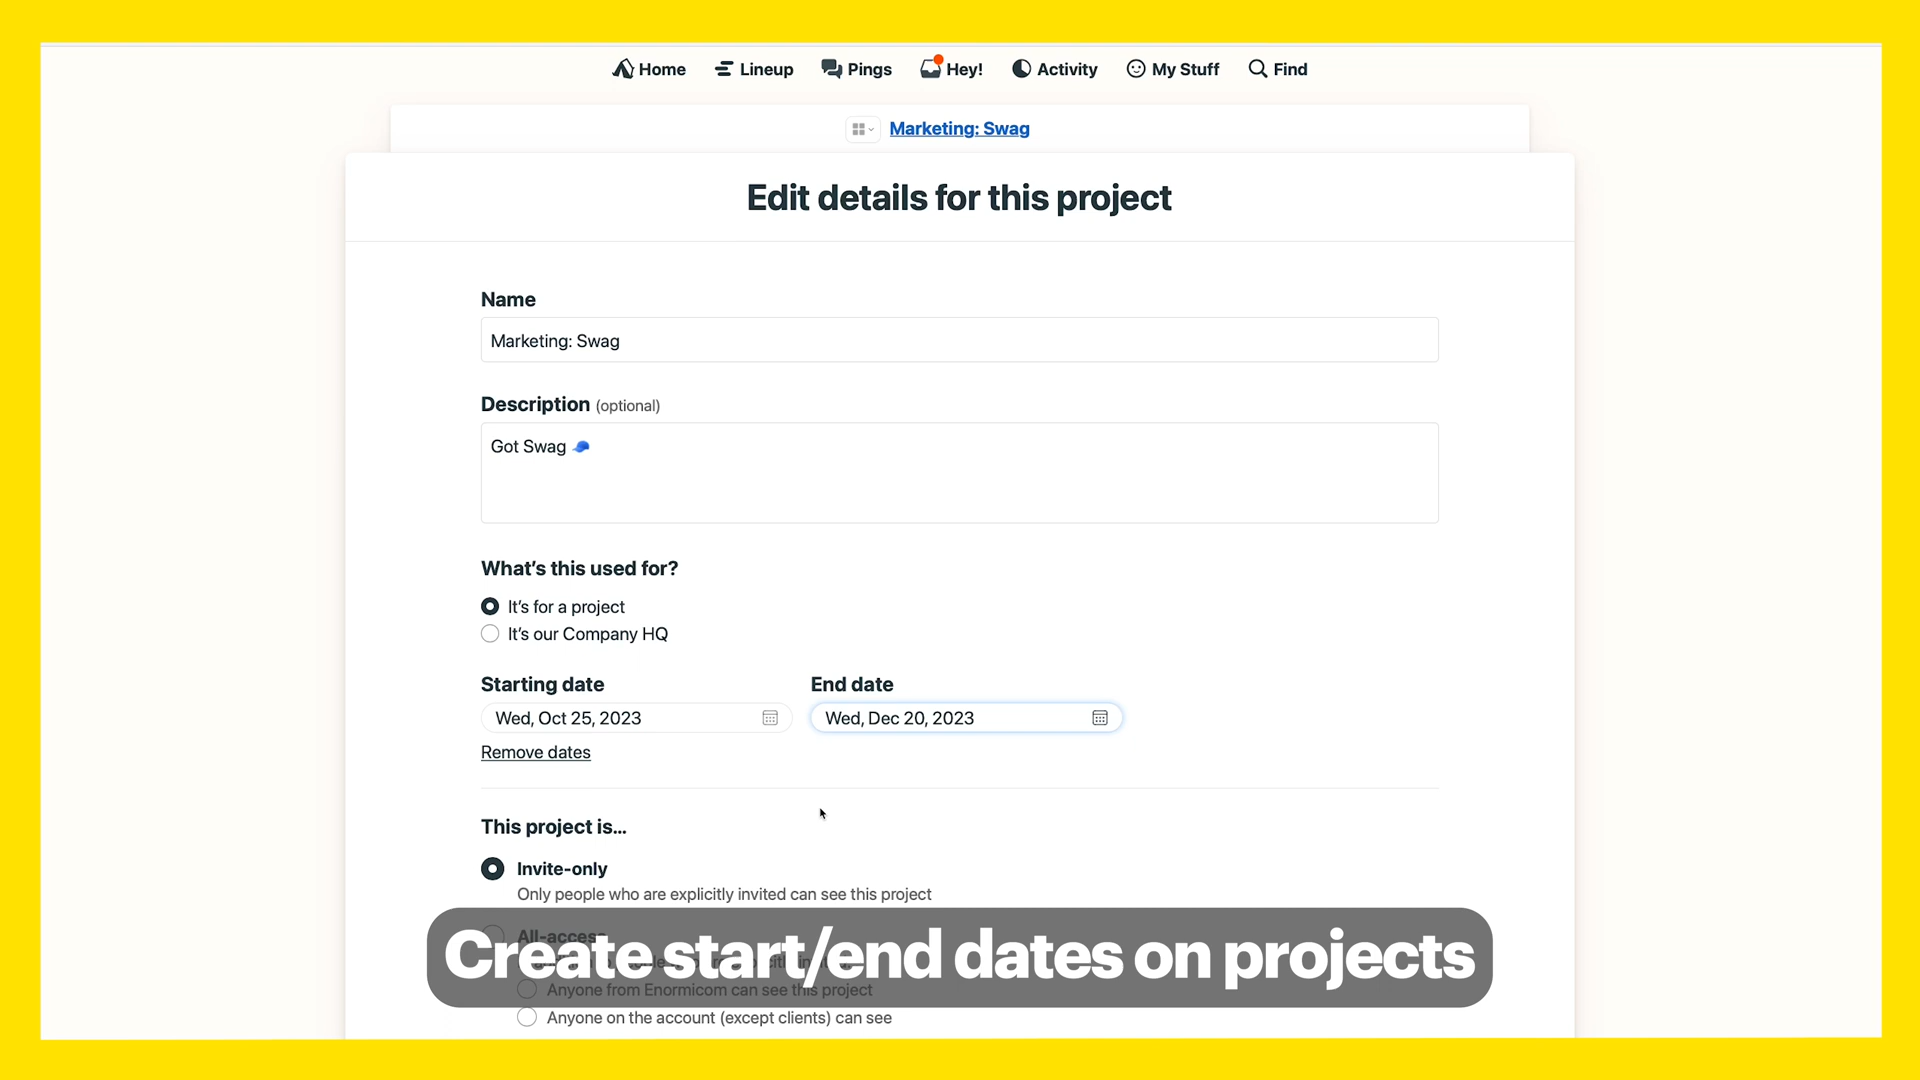 Home Lineup Pings Hey! Activity My Stuff Find
Marketing: Swag
Edit details for this project
Name
Marketing: Swag
Description (optional)
Got Swag 🧢
What's this used for?
It's for a project
It's our Company HQ
Starting date End date
Wed, Oct 25, 2023 Wed, Dec 20, 2023
Remove dates
This project is...
Invite-only
Only people who are explicitly invited can see this project
All-access
Create start/end dates on projects
Anyone from Enormicom can see this project
Anyone on the account (except clients) can see